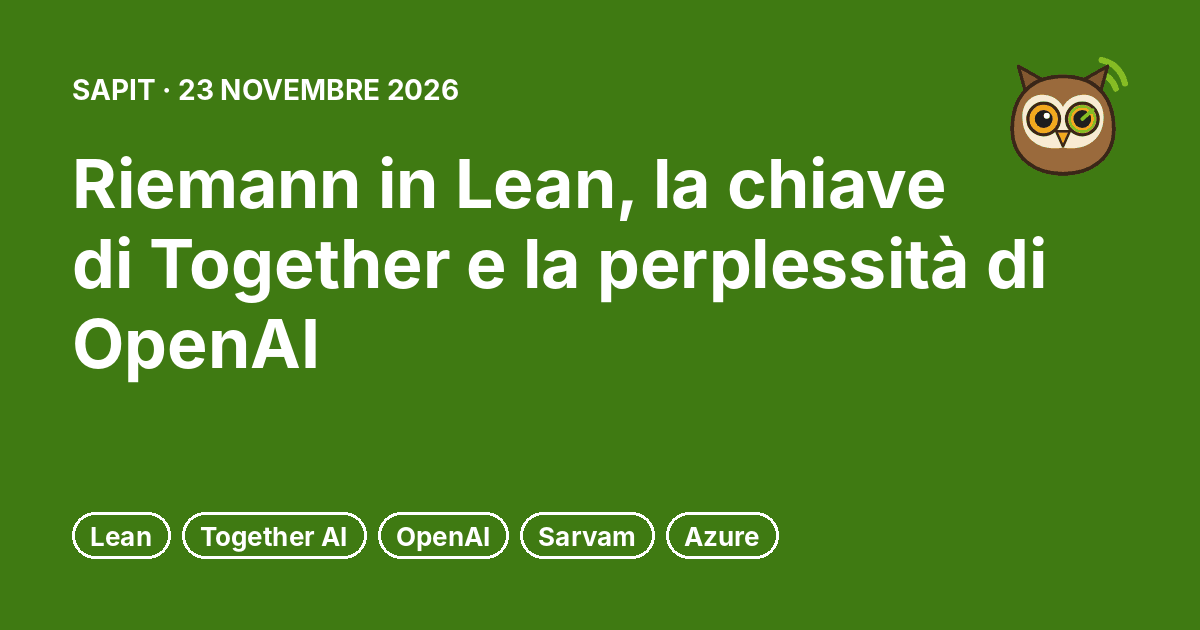 SAPIT · 23 NOVEMBRE 2026
Riemann in Lean, la chiave
di Together e la perplessità di
OpenAI
Lean Together AI OpenAI Sarvam Azure